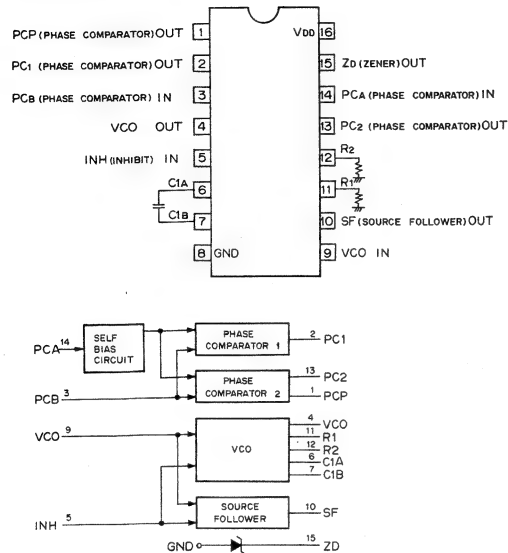 PCP (PHASE COMPARATOR) OUT 1
PC1 (PHASE COMPARATOR) OUT 2
PCB (PHASE COMPARATOR) IN 3
VCO OUT 4
INH (INHIBIT) IN 5
C1A 6
C1B 7
8 GND
VDD 16
15 ZD (ZENER) OUT
14 PCA (PHASE COMPARATOR) IN
13 PC2 (PHASE COMPARATOR) OUT
12 R2
11 R1
10 SF (SOURCE FOLLOWER) OUT
9 VCO IN
PCA 14
SELF
BIAS
CIRCUIT
PHASE
COMPARATOR 1
2 PC1
PCB 3
PHASE
COMPARATOR 2
13 PC2
1 PCP
VCO 9
VCO
4 VCO
11 R1
12 R2
6 C1A
7 C1B
INH 5
SOURCE
FOLLOWER
10 SF
GND
15 ZD